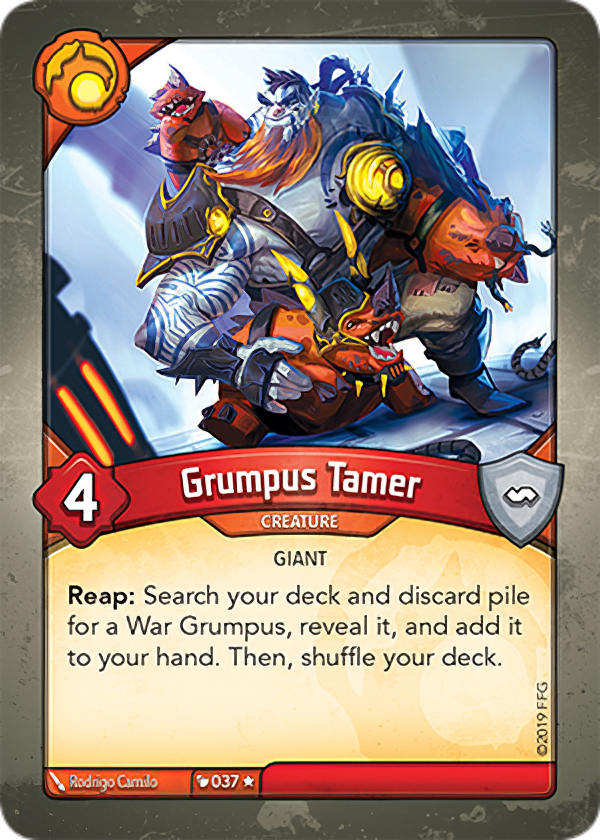 4
Grumpus Tamer
CREATURE
GIANT
Reap: Search your deck and discard pile
for a War Grumpus, reveal it, and add it
to your hand. Then, shuffle your deck.
©2019 FFG
Rodrigo Camilo
037